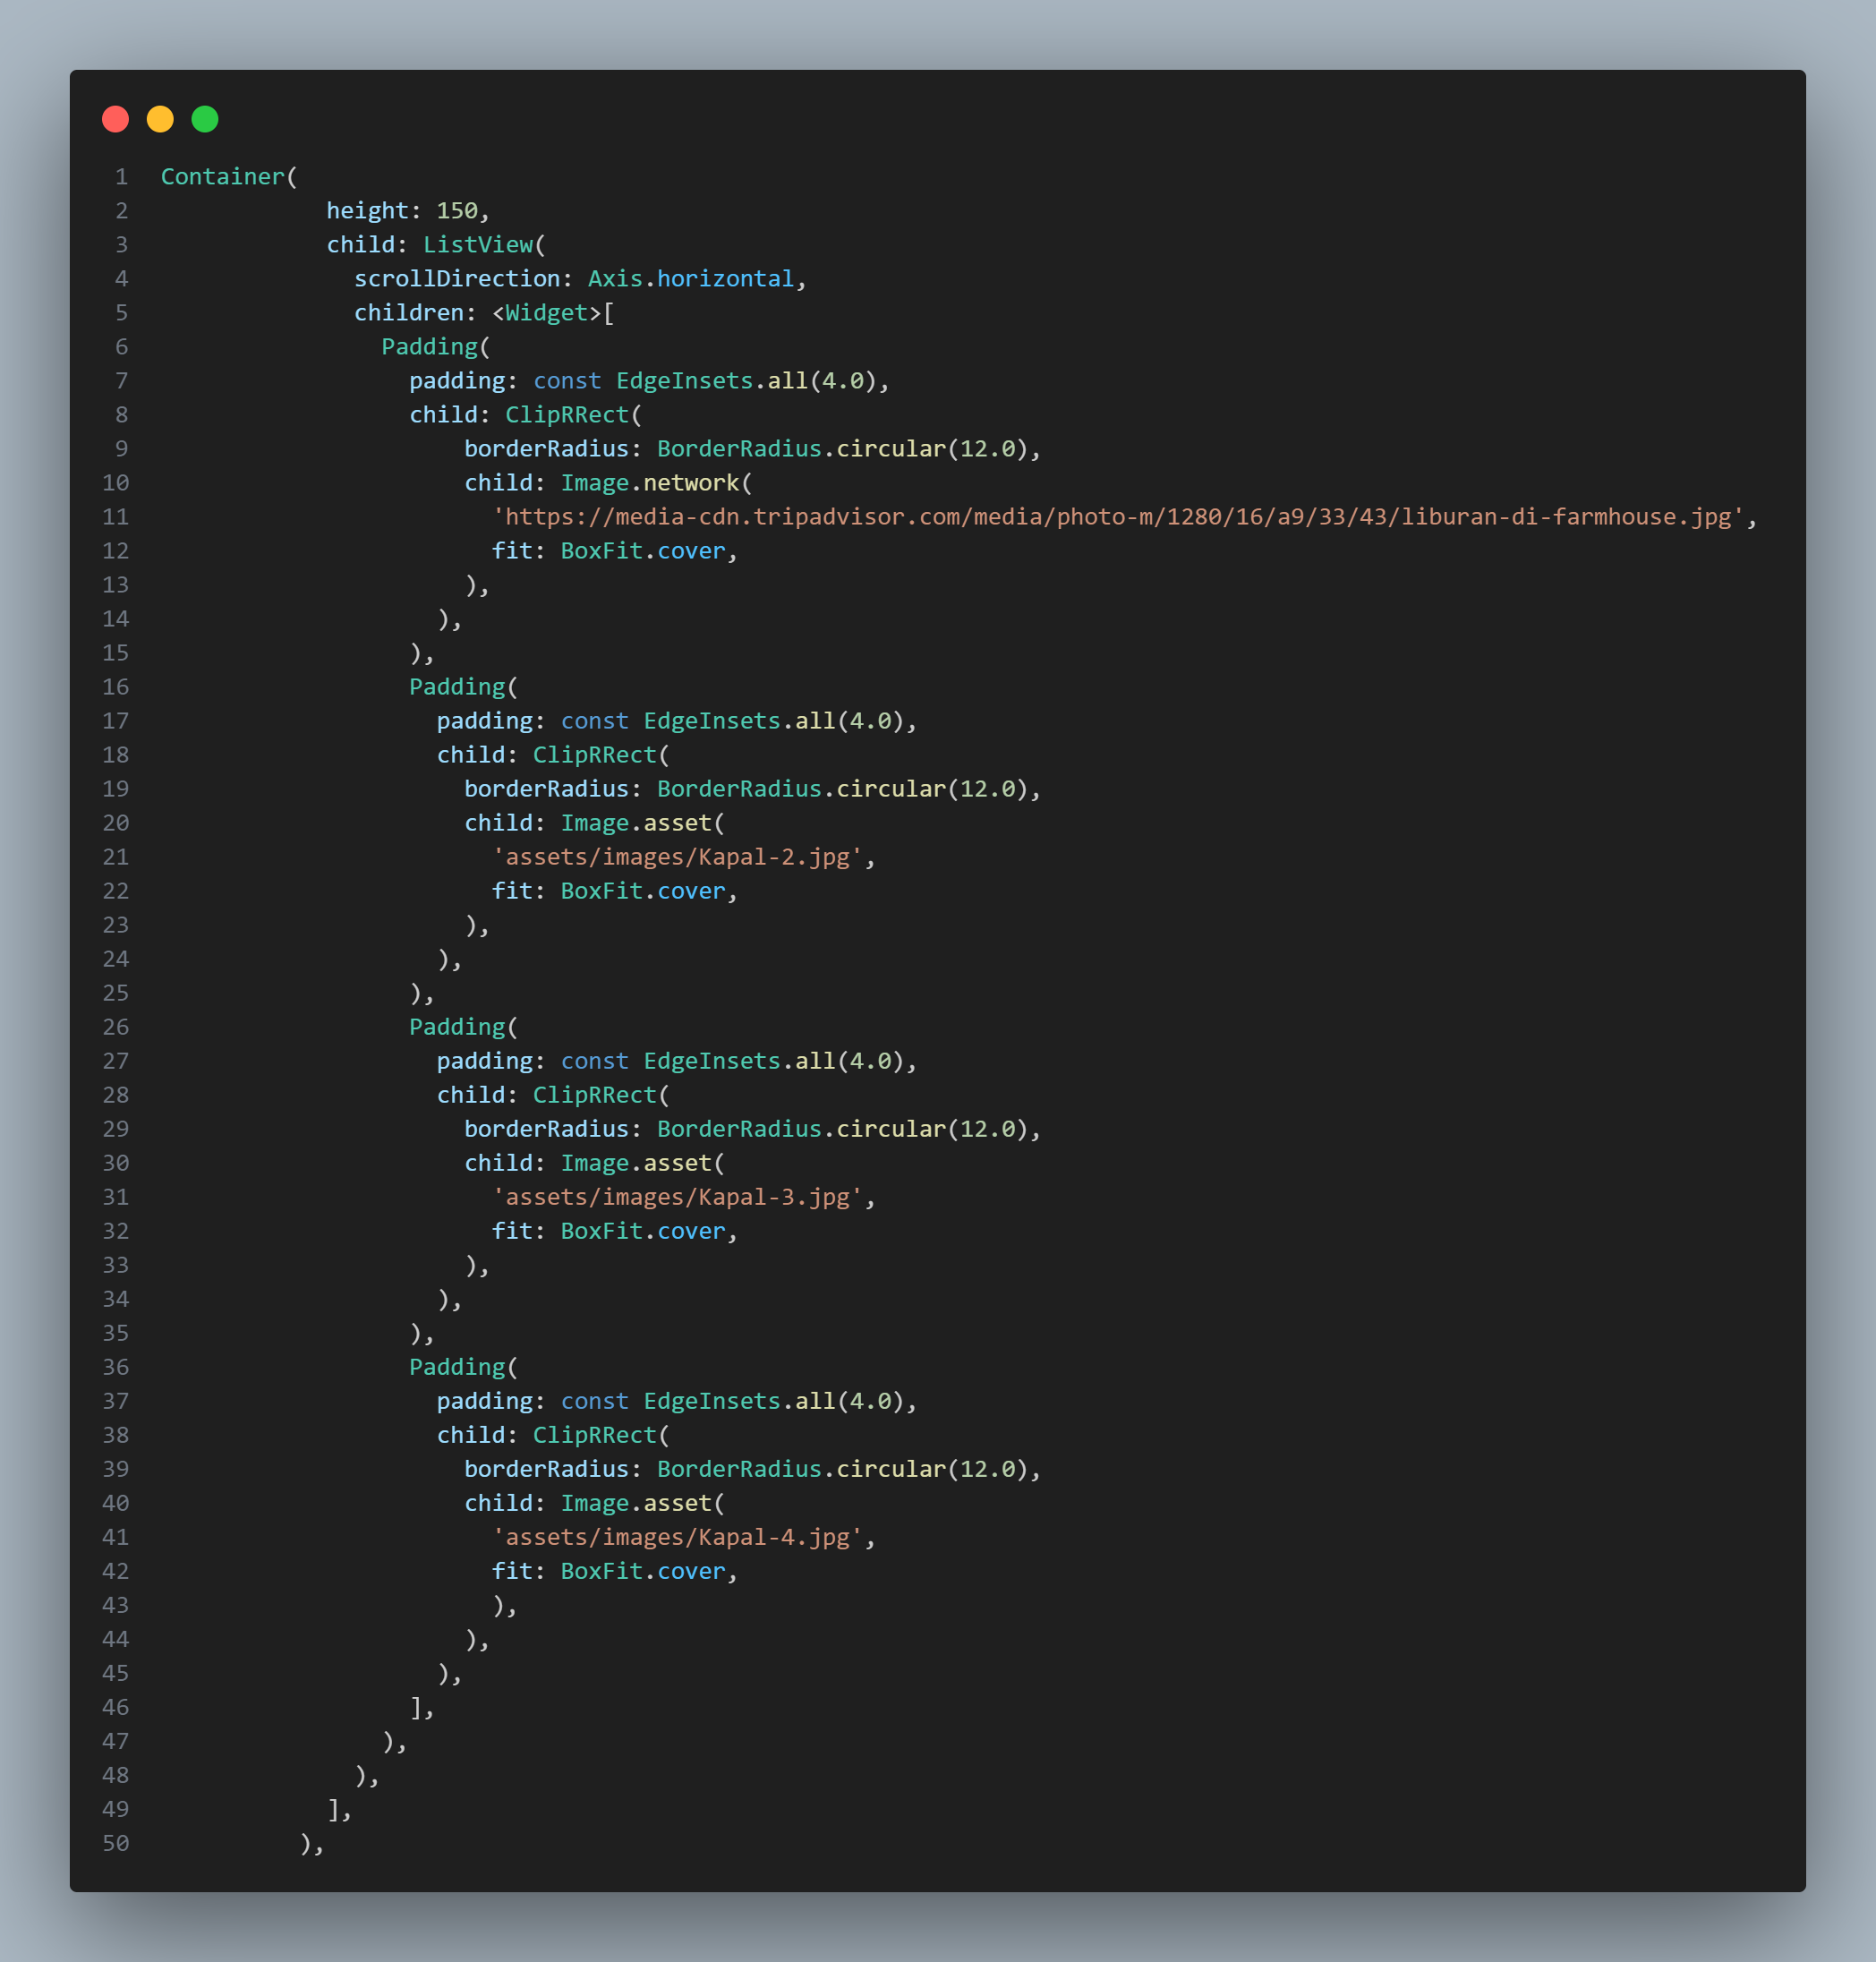 1 Container(
2             height: 150,
3             child: ListView(
4               scrollDirection: Axis.horizontal,
5               children: <Widget>[
6                 Padding(
7                   padding: const EdgeInsets.all(4.0),
8                   child: ClipRRect(
9                       borderRadius: BorderRadius.circular(12.0),
10                       child: Image.network(
11                         'https://media-cdn.tripadvisor.com/media/photo-m/1280/16/a9/33/43/liburan-di-farmhouse.jpg',
12                         fit: BoxFit.cover,
13                       ),
14                     ),
15                   ),
16                   Padding(
17                     padding: const EdgeInsets.all(4.0),
18                     child: ClipRRect(
19                       borderRadius: BorderRadius.circular(12.0),
20                       child: Image.asset(
21                         'assets/images/Kapal-2.jpg',
22                         fit: BoxFit.cover,
23                       ),
24                     ),
25                   ),
26                   Padding(
27                     padding: const EdgeInsets.all(4.0),
28                     child: ClipRRect(
29                       borderRadius: BorderRadius.circular(12.0),
30                       child: Image.asset(
31                         'assets/images/Kapal-3.jpg',
32                         fit: BoxFit.cover,
33                       ),
34                     ),
35                   ),
36                   Padding(
37                     padding: const EdgeInsets.all(4.0),
38                     child: ClipRRect(
39                       borderRadius: BorderRadius.circular(12.0),
40                       child: Image.asset(
41                         'assets/images/Kapal-4.jpg',
42                         fit: BoxFit.cover,
43                         ),
44                       ),
45                     ),
46                   ],
47                 ),
48               ),
49             ],
50           ),